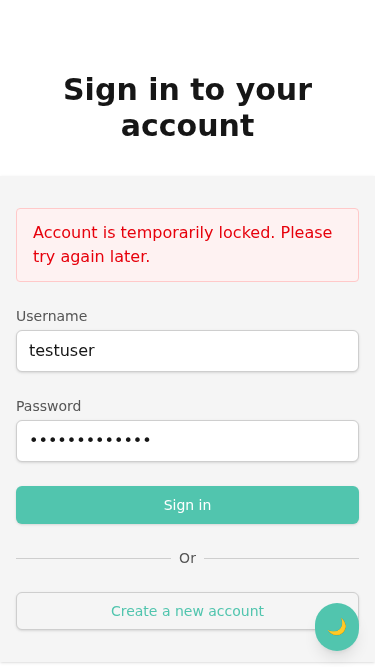 Sign in to your
account
Account is temporarily locked. Please
try again later.
Username
testuser
Password
•••••••••••••
Sign in
Or
Create a new account